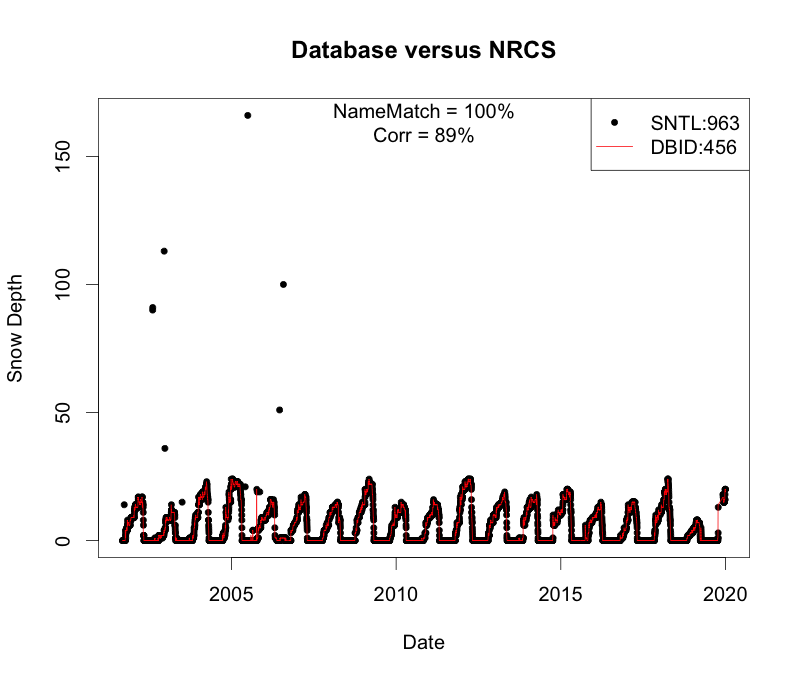 Database versus NRCS
NameMatch = 100%
Corr = 89%
SNTL:963
DBID:456
Snow Depth
150
100
50
0
2005 2010 2015 2020
Date